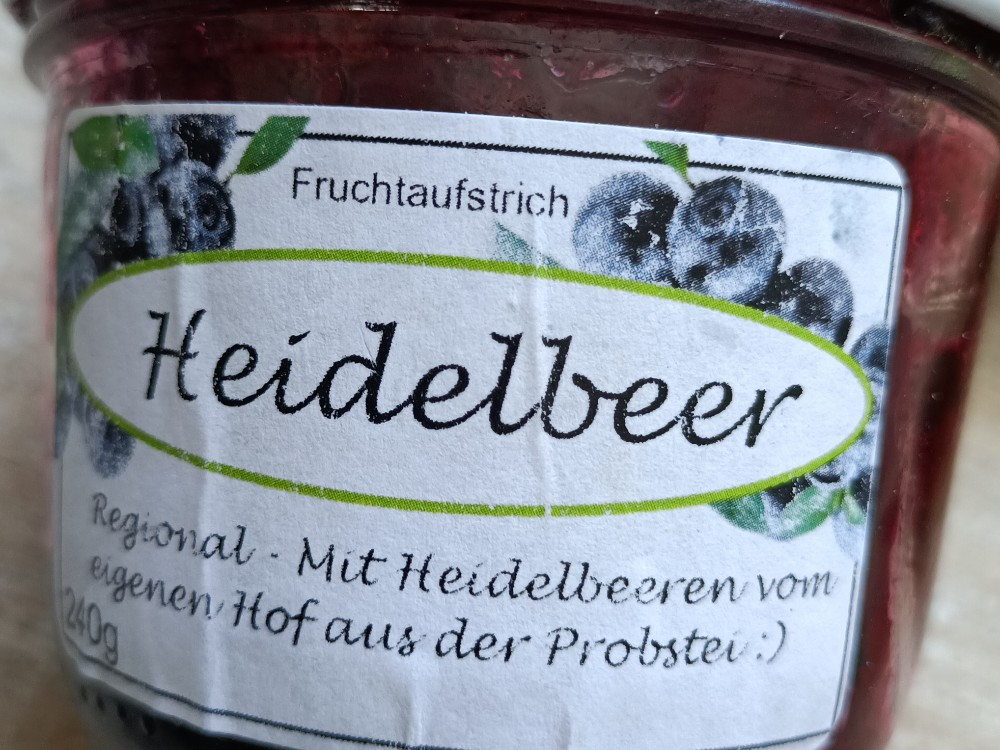 Fruchtaufstrich
Heidelbeer
Regional - Mit Heidelbeeren vom
eigenen Hof aus der Probstei :)
240g